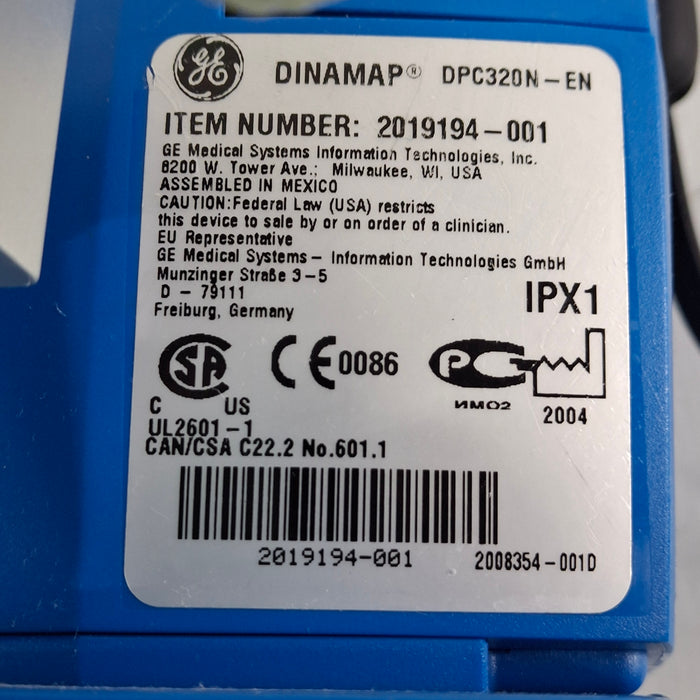 GE
DINAMAP® DPC320N-EN
ITEM NUMBER: 2019194-001
GE Medical Systems Information Technologies, Inc.
8200 W. Tower Ave.; Milwaukee, WI, USA
ASSEMBLED IN MEXICO
CAUTION:Federal Law (USA) restricts
this device to sale by or on order of a clinician.
EU Representative
GE Medical Systems - Information Technologies GmbH
Munzinger Straße 3-5
D - 79111
Freiburg, Germany
IPX1
SA
C US
CE 0086
PC
ИМО2
2004
UL2601-1
CAN/CSA C22.2 No.601.1
2019194-001
2008354-001D